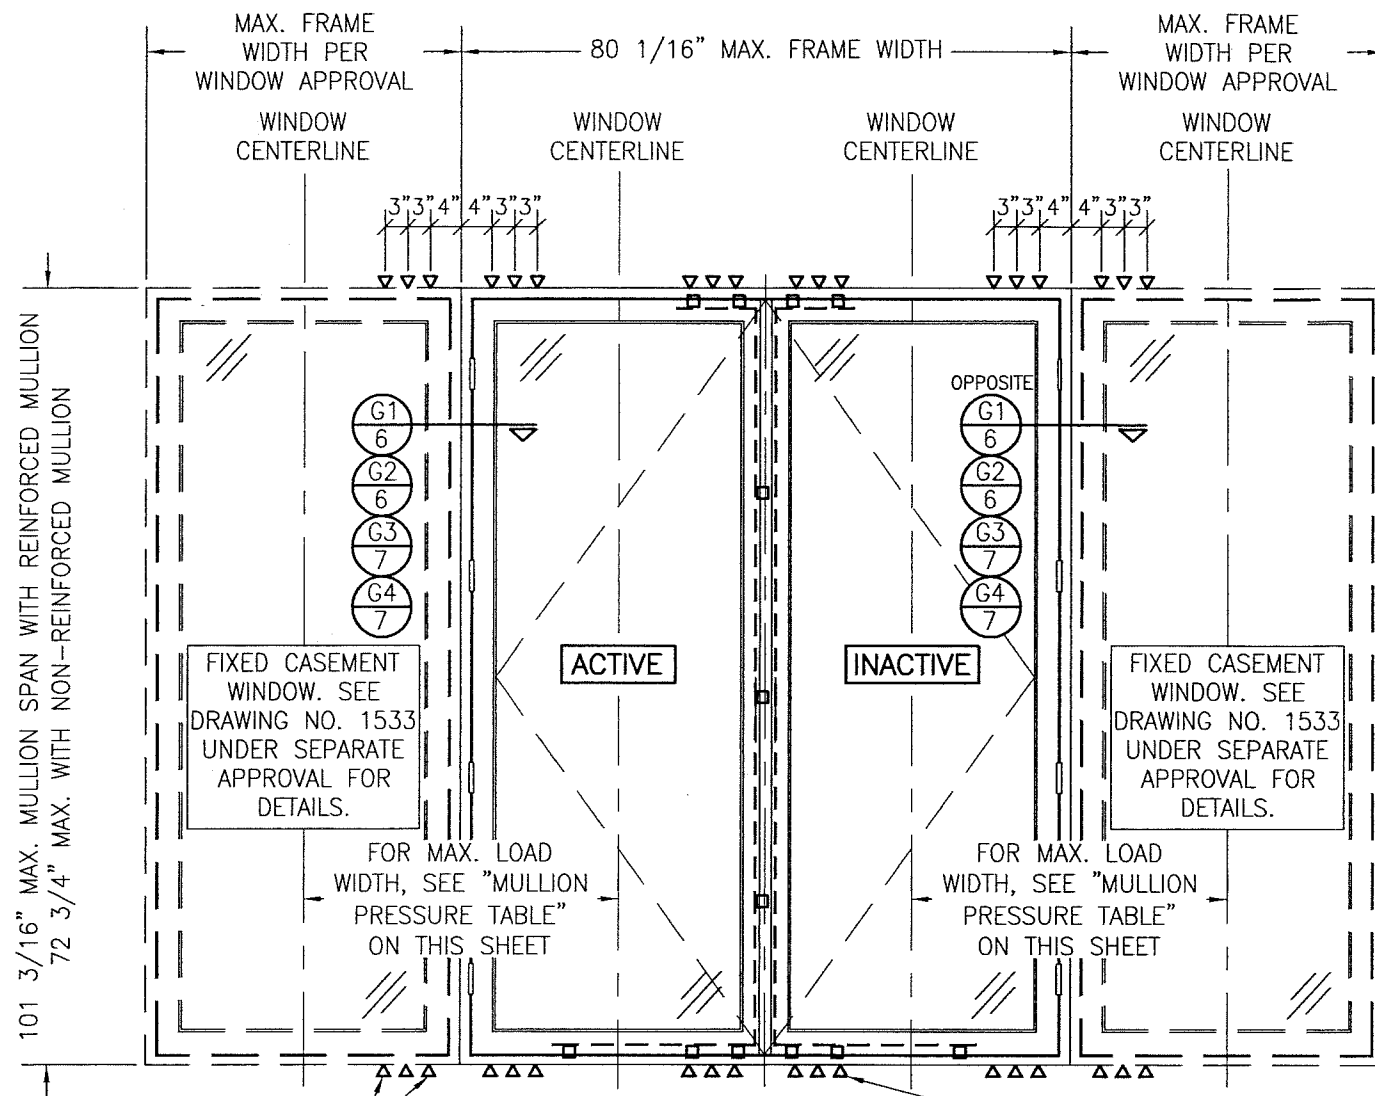 MAX. FRAME
WIDTH PER
WINDOW APPROVAL
80 1/16" MAX. FRAME WIDTH
MAX. FRAME
WIDTH PER
WINDOW APPROVAL
WINDOW
CENTERLINE
WINDOW
CENTERLINE
WINDOW
CENTERLINE
WINDOW
CENTERLINE
3" 3" 4" 4" 3" 3"
3" 3" 4" 4" 3" 3"
101 3/16" MAX. MULLION SPAN WITH REINFORCED MULLION
72 3/4" MAX. WITH NON-REINFORCED MULLION
G1
6
G2
6
G3
7
G4
7
OPPOSITE
G1
6
G2
6
G3
7
G4
7
FIXED CASEMENT
WINDOW. SEE
DRAWING NO. 1533
UNDER SEPARATE
APPROVAL FOR
DETAILS.
ACTIVE
INACTIVE
FIXED CASEMENT
WINDOW. SEE
DRAWING NO. 1533
UNDER SEPARATE
APPROVAL FOR
DETAILS.
FOR MAX. LOAD
WIDTH, SEE "MULLION
PRESSURE TABLE"
ON THIS SHEET
FOR MAX. LOAD
WIDTH, SEE "MULLION
PRESSURE TABLE"
ON THIS SHEET